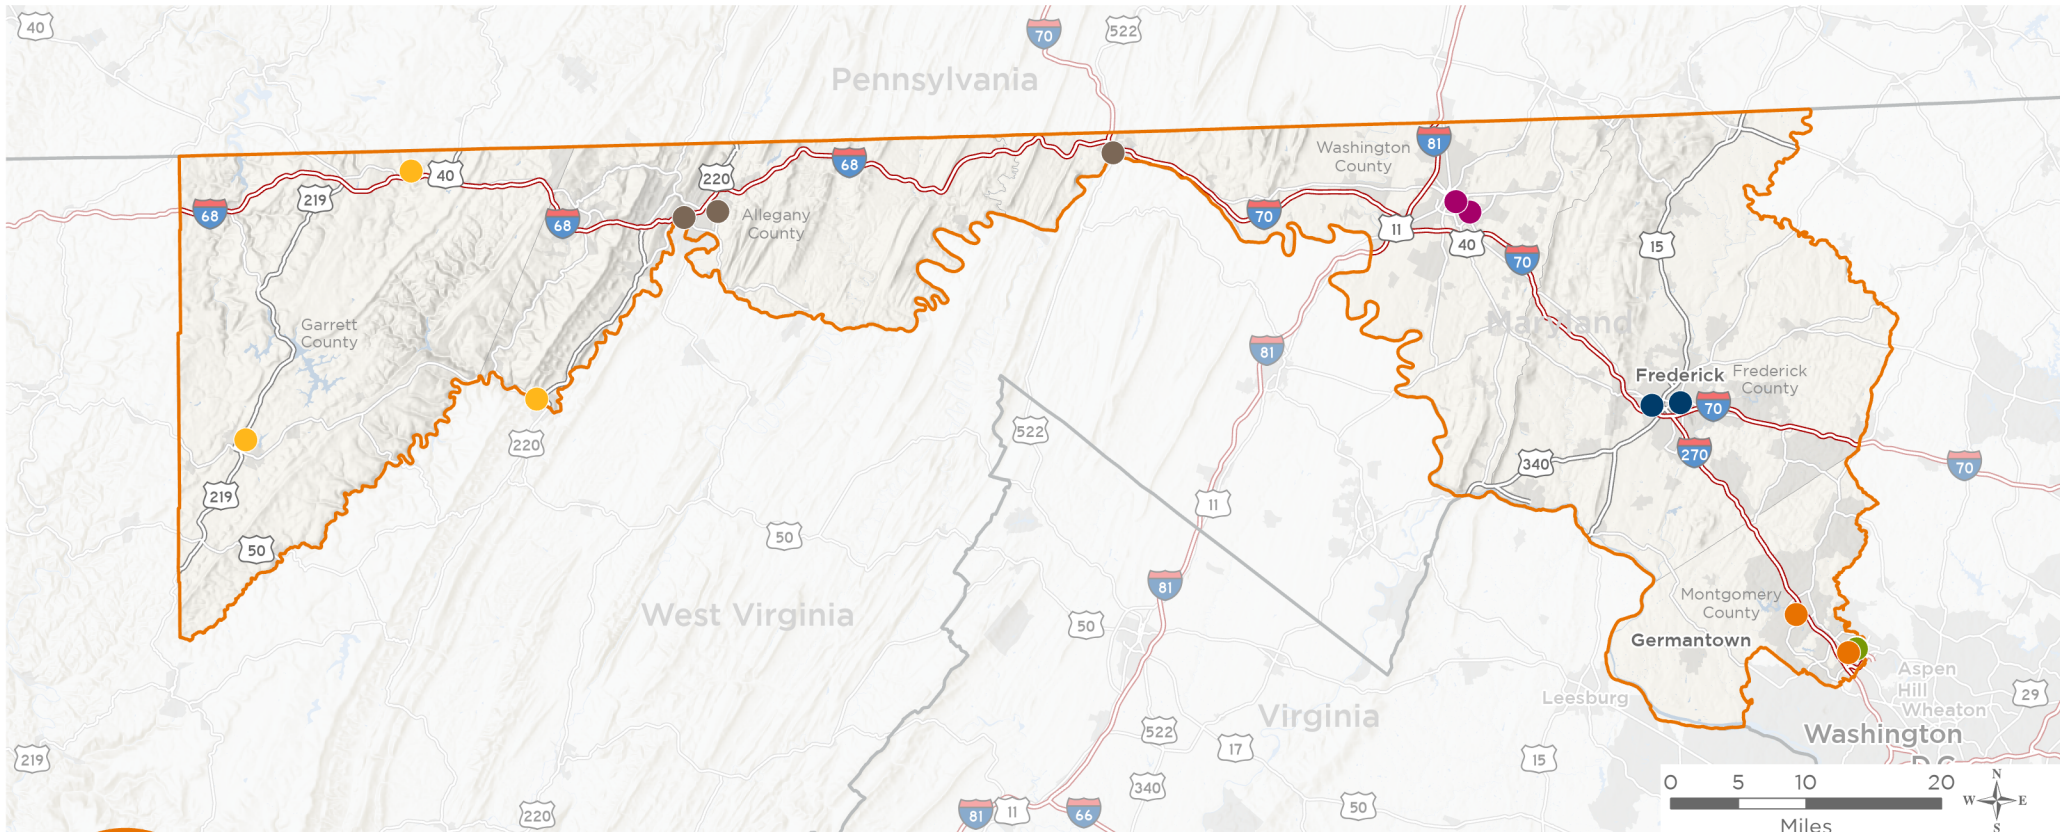 40
70
522
Pennsylvania
81
Washington
County
40
220
68
219
68
68
Allegany
County
70
11
40
70
15
Garrett
County
Maryland
81
Frederick
Frederick
County
70
220
522
340
270
70
219
11
50
50
81
Montgomery
County
West Virginia
50
Germantown
Aspen
Hill
Wheaton
29
Leesburg
Virginia
522
17
Washington
D.C.
219
15
340
220
81
11
66
50
0
5
10
20
Miles
N
W
E
S